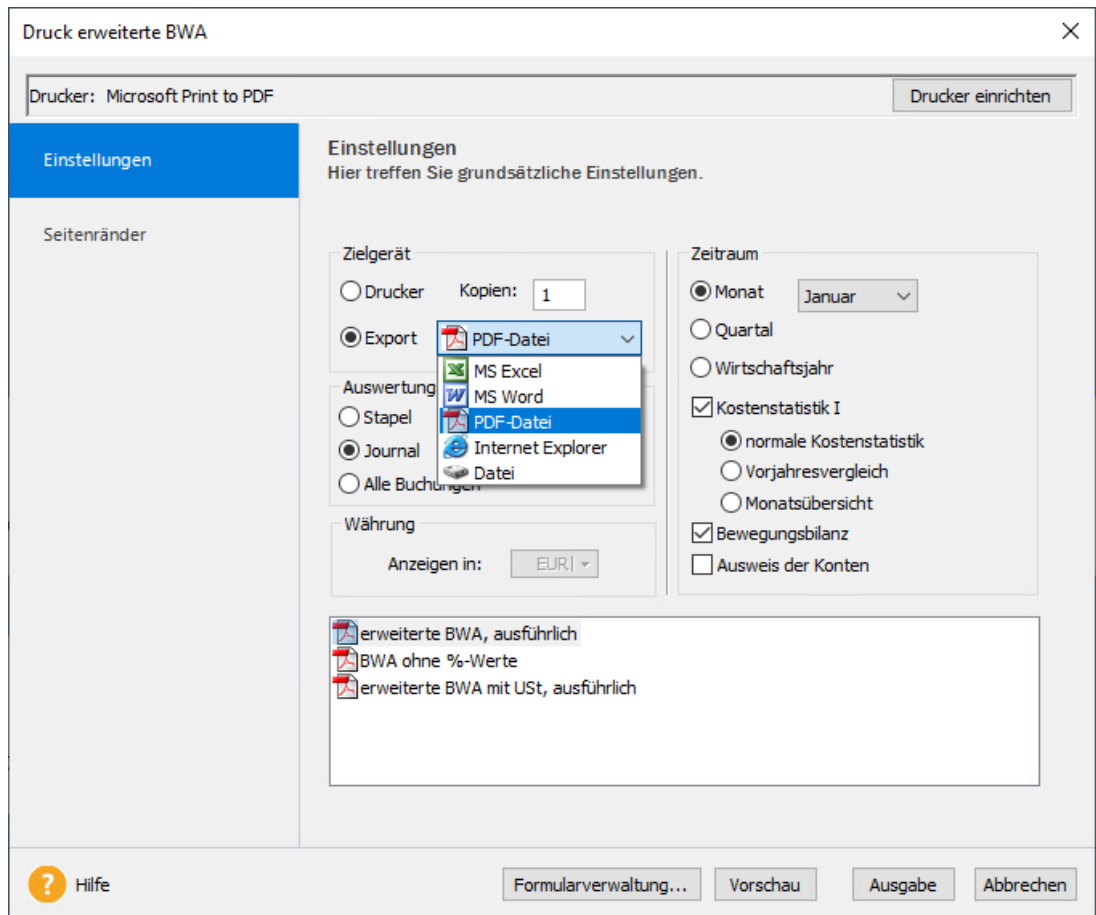 Druck erweiterte BWA
Drucker: Microsoft Print to PDF
Drucker einrichten
Einstellungen
Seitenränder
Einstellungen
Hier treffen Sie grundsätzliche Einstellungen.
Zielgerät
Drucker Kopien: 1
Export PDF-Datei
MS Excel
MS Word
PDF-Datei
Internet Explorer
Datei
Auswertung
Stapel
Journal
Alle Buchungen
Währung
Anzeigen in: EUR
Zeitraum
Monat Januar
Quartal
Wirtschaftsjahr
Kostenstatistik I
normale Kostenstatistik
Vorjahresvergleich
Monatsübersicht
Bewegungsbilanz
Ausweis der Konten
erweiterte BWA, ausführlich
BWA ohne %-Werte
erweiterte BWA mit USt, ausführlich
? Hilfe
Formularverwaltung... Vorschau Ausgabe Abbrechen